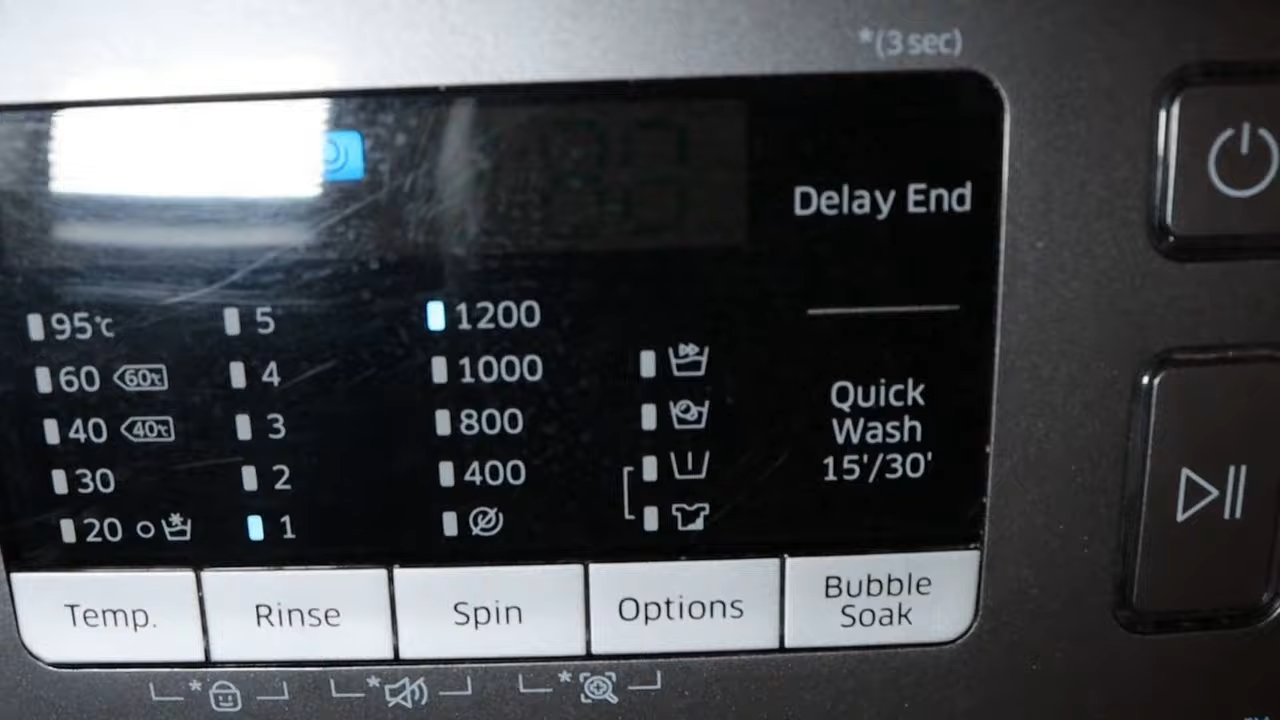 *(3 sec)
Delay End
95℃ 5 1200
60 60℃ 4 1000
40 40℃ 3 800
30 2 400
20 1
Quick
Wash
15'/30'
Temp. Rinse Spin Options Bubble
Soak
* * *